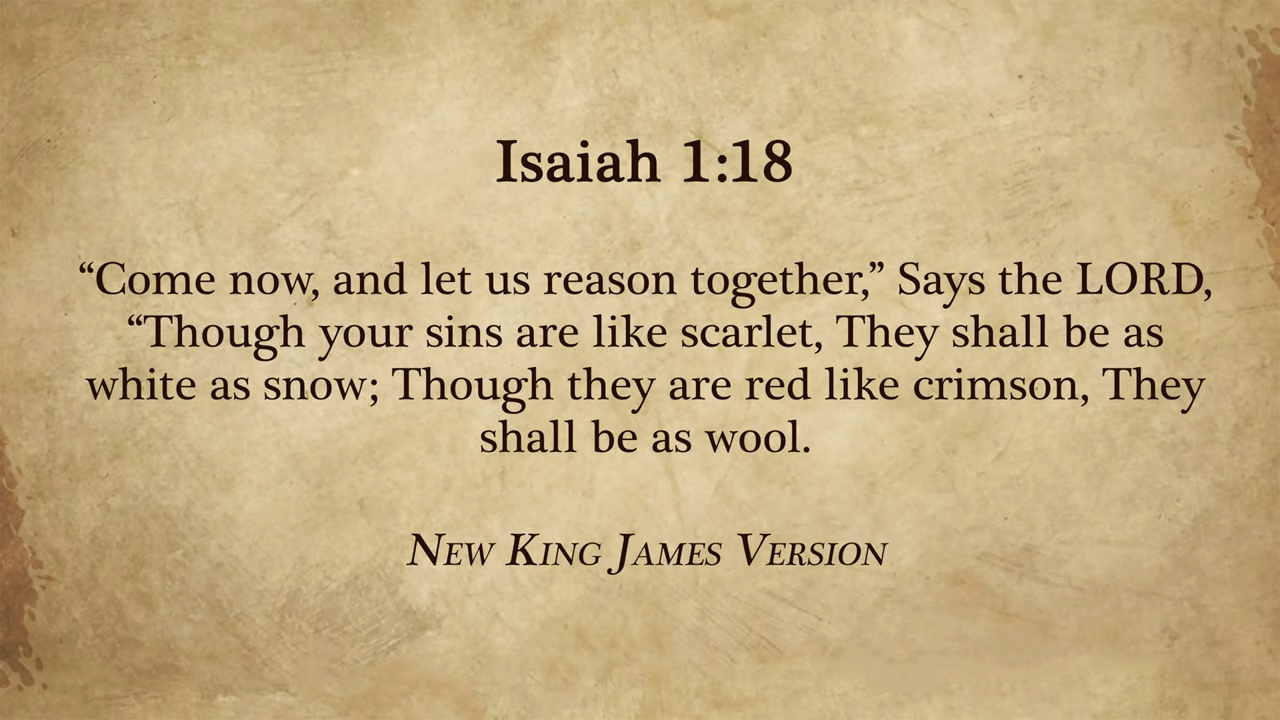 Isaiah 1:18
“Come now, and let us reason together,” Says the LORD,
“Though your sins are like scarlet, They shall be as
white as snow; Though they are red like crimson, They
shall be as wool.
New King James Version